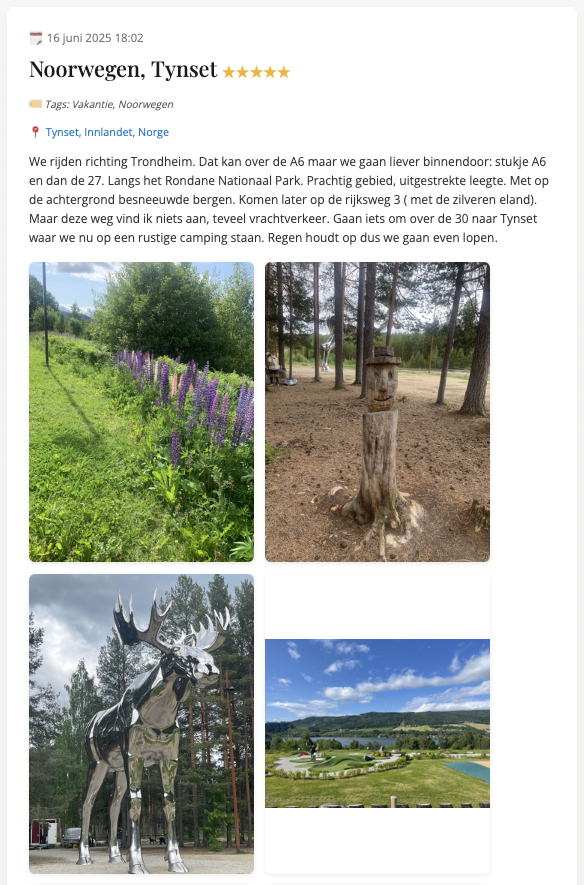 16 juni 2025 18:02
Noorwegen, Tynset
Tags: Vakantie, Noorwegen
Tynset, Innlandet, Norge
We rijden richting Trondheim. Dat kan over de A6 maar we gaan liever binnendoor: stukje A6
en dan de 27. Langs het Rondane Nationaal Park. Prachtig gebied, uitgestrekte leegte. Met op
de achtergrond besneeuwde bergen. Komen later op de rijksweg 3 ( met de zilveren eland).
Maar deze weg vind ik niets aan, teveel vrachtverkeer. Gaan iets om over de 30 naar Tynset
waar we nu op een rustige camping staan. Regen houdt op dus we gaan even lopen.